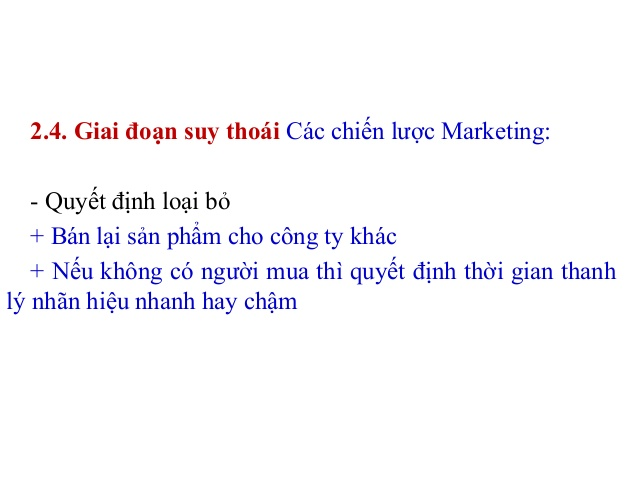 2.4. Giai đoạn suy thoái Các chiến lược Marketing:
- Quyết định loại bỏ
+ Bán lại sản phẩm cho công ty khác
+ Nếu không có người mua thì quyết định thời gian thanh
lý nhãn hiệu nhanh hay chậm